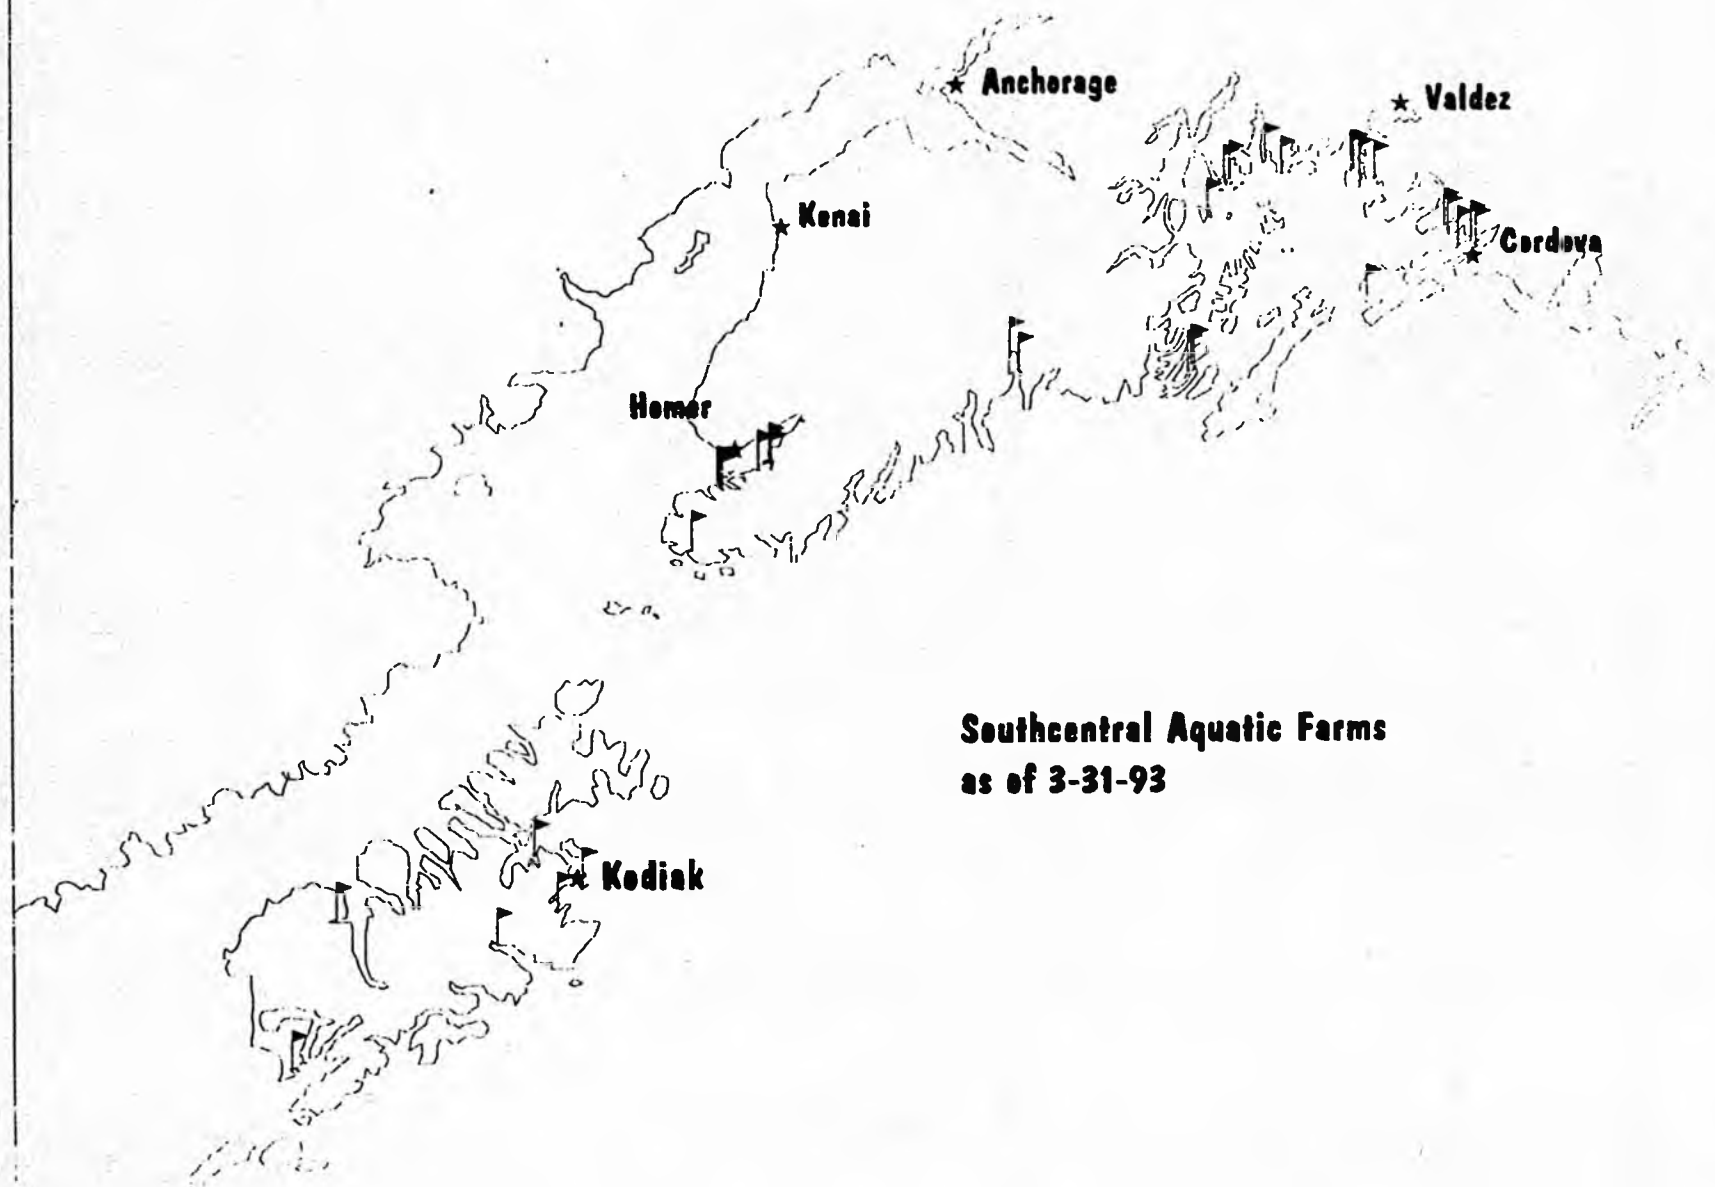 Anchorage
Valdez
Kenai
Cordova
Homer
Southcentral Aquatic Farms
as of 3-31-93
Kodiak